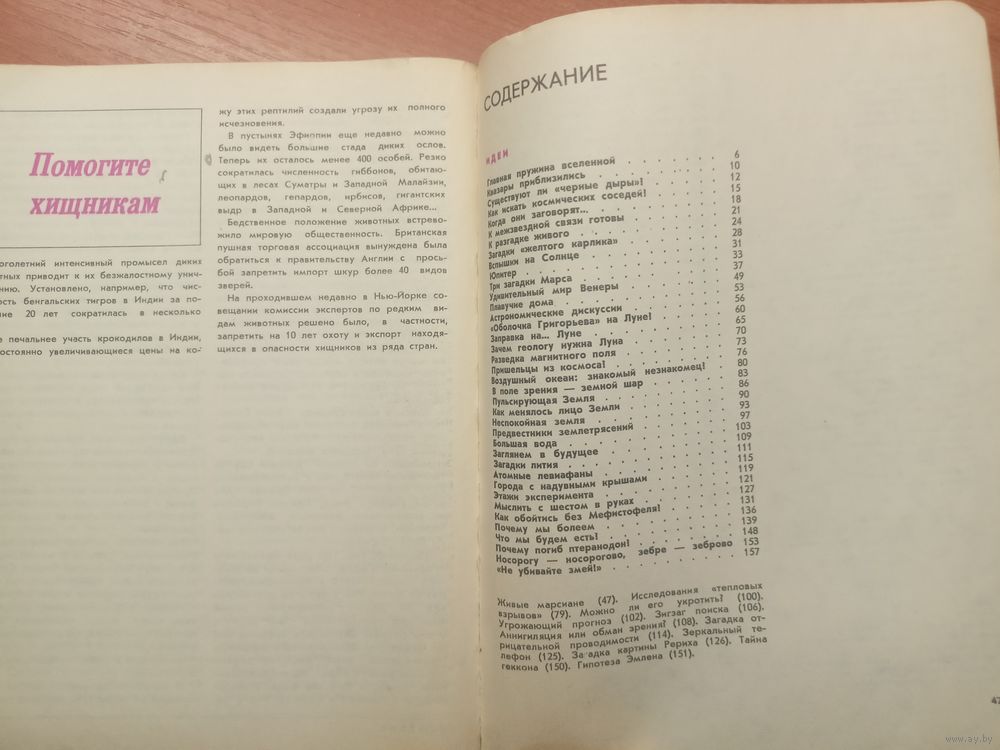 Помогите
хищникам
оголетний интенсивный промысел диких
тных приводит к их безжалостному унич-
нию. Установлено, например, что чис-
ость бенгальских тигров в Индии за по-
ние 20 лет сократилась в несколько
е печальнее участь крокодилов в Индии,
остоянно увеличивающиеся цены на ко-
жу этих рептилий создали угрозу их полного
исчезновения.
В пустынях Эфиопии еще недавно можно
было видеть большие стада диких ослов.
Теперь их осталось менее 400 особей. Резко
сократилась численность гиббонов, обитаю-
щих в лесах Суматры и Западной Малайзии,
леопардов, гепардов, ирбисов, гигантских
выдр в Западной и Северной Африке...
Бедственное положение животных встрево-
жило мировую общественность. Британская
пушная торговая ассоциация вынуждена была
обратиться к правительству Англии с прось-
бой запретить импорт шкур более 40 видов
зверей.
На проходившем недавно в Нью-Йорке со-
вещании комиссии экспертов по редким ви-
дам животных решено было, в частности,
запретить на 10 лет охоту и экспорт находя-
щихся в опасности хищников из ряда стран.
СОДЕРЖАНИЕ
ИДЕИ
Главная пружина вселенной . . . . . . 6
Квазары приблизились . . . . . . 10
Существуют ли «черные дыры»? . . . . . . 12
Как искать космических соседей? . . . . . . 15
Когда они заговорят... . . . . . . 18
К межзвездной связи готовы . . . . . . 21
К разгадке живого . . . . . . 24
Загадки «желтого карлика» . . . . . . 28
Вспышки на Солнце . . . . . . 31
Юпитер . . . . . . 33
Три загадки Марса . . . . . . 37
Удивительный мир Венеры . . . . . . 49
Плавучие дома . . . . . . 53
Астрономические дискуссии . . . . . . 56
«Оболочка Григорьева» на Луне? . . . . . . 60
Заправка на... Луне . . . . . . 65
Зачем геологу нужна Луна . . . . . . 70
Разведка магнитного поля . . . . . . 73
Пришельцы из космоса? . . . . . . 76
Воздушный океан: знакомый незнакомец? . 80
В поле зрения — земной шар . . . . . . 83
Пульсирующая Земля . . . . . . 86
Как менялось лицо Земли . . . . . . 90
Неспокойная земля . . . . . . 93
Предвестники землетрясений . . . . . . 97
Большая вода . . . . . . 103
Заглянем в будущее . . . . . . 109
Загадки лития . . . . . . 111
Атомные левиафаны . . . . . . 115
Города с надувными крышами . . . . . . 119
Этажи эксперимента . . . . . . 121
Мыслить с шестом в руках . . . . . . 127
Как обойтись без Мефистофеля? . . . . . . 131
Почему мы болеем . . . . . . 136
Что мы будем есть? . . . . . . 139
Почему погиб птеранодон? . . . . . . 148
Носорогу — носорогово, зебре — зеброво 153
«Не убивайте змей!» . . . . . . 157
Живые марсиане (47). Исследования «тепловых
взрывов» (79). Можно ли его укротить? (100).
Угрожающий прогноз (102). Зигзаг поиска (106).
Аннигиляция или обман зрения? (108). Загадка от-
рицательной проводимости (114). Зеркальный те-
лефон (125). Загадка картины Рериха (126). Тайна
геккона (150). Гипотеза Эмлена (151).
47
www.ay.by